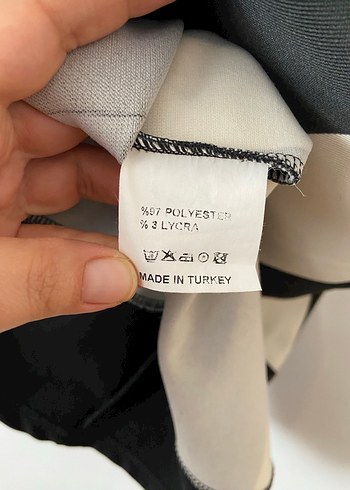 %97 POLYESTER
% 3 LYCRA
MADE IN TURKEY